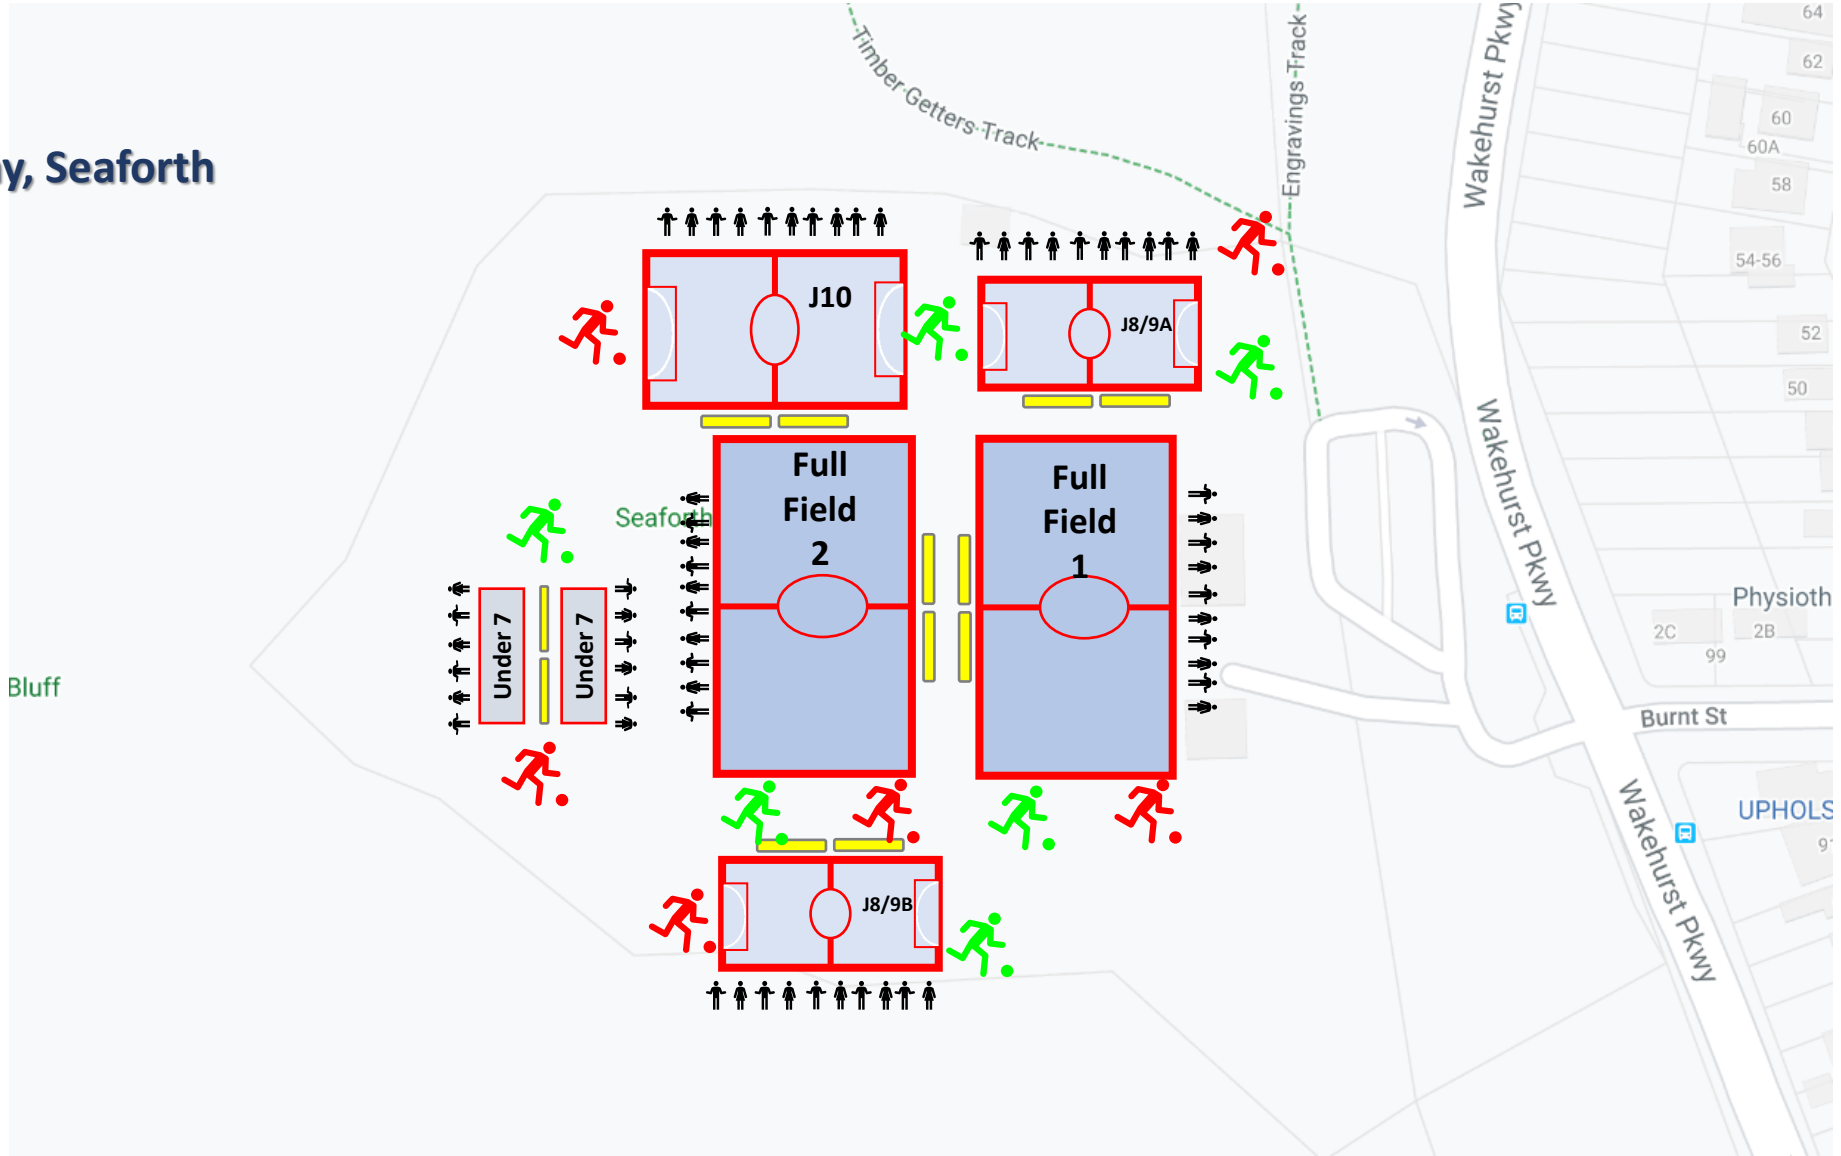 y, Seaforth
Timber Getters Track
Engravings Track
Wakehurst Pkwy
64
62
60
60A
58
54-56
52
50
J10
J8/9A
Full
Field
2
Full
Field
1
Seaforth
Under 7
Under 7
Bluff
Wakehurst Pkwy
Physioth
2C
2B
99
Burnt St
UPHOLS
Wakehurst Pkwy
J8/9B